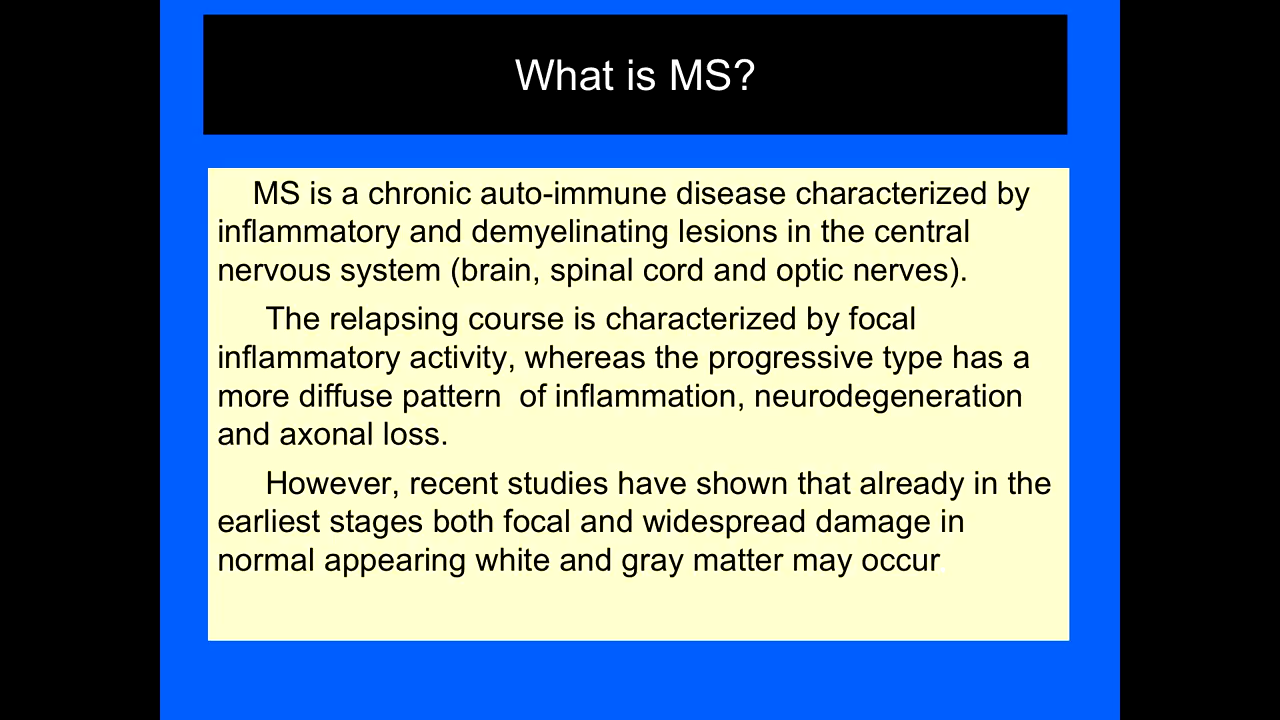 What is MS?
MS is a chronic auto-immune disease characterized by
inflammatory and demyelinating lesions in the central
nervous system (brain, spinal cord and optic nerves).
The relapsing course is characterized by focal
inflammatory activity, whereas the progressive type has a
more diffuse pattern  of inflammation, neurodegeneration
and axonal loss.
However, recent studies have shown that already in the
earliest stages both focal and widespread damage in
normal appearing white and gray matter may occur.